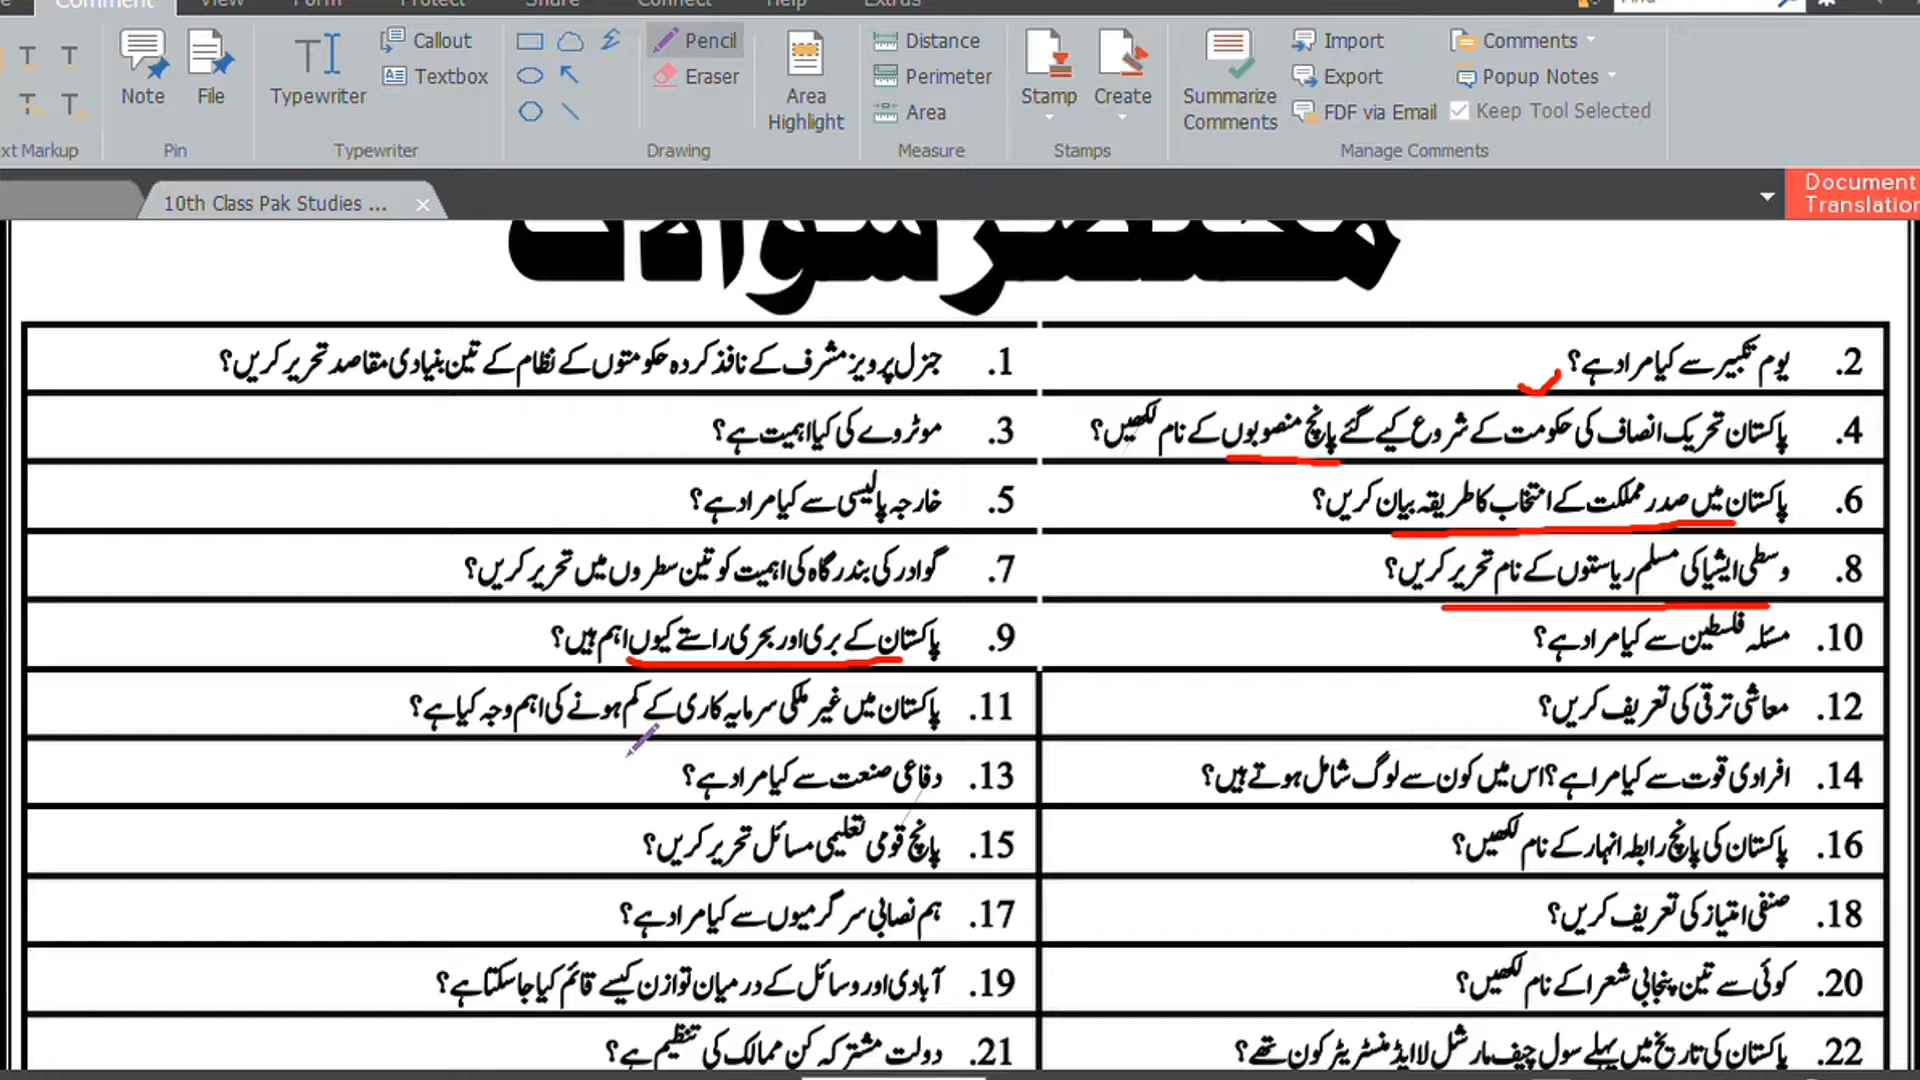 Comment View Form Protect Share Connect Help Extras
Note File Typewriter Callout Textbox Pencil Eraser Area Highlight Distance Perimeter Area Stamp Create Summarize Comments Import Export FDF via Email Comments Popup Notes Keep Tool Selected
Pin Typewriter Drawing Measure Stamps Manage Comments
10th Class Pak Studies ...
Document Translation
مختصر سوالات
1. جنرل پرویز مشرف کے نافذ کردہ حکومتوں کے نظام کے تین بنیادی مقاصد تحریر کریں؟
2. یوم تکبیر سے کیا مراد ہے؟
3. موٹروے کی کیا اہمیت ہے؟
4. پاکستان تحریک انصاف کی حکومت کے شروع کیے گئے پانچ منصوبوں کے نام لکھیں؟
5. خارجہ پالیسی سے کیا مراد ہے؟
6. پاکستان میں صدر مملکت کے انتخاب کا طریقہ بیان کریں؟
7. گوادر کی بندرگاہ کی اہمیت کو تین سطروں میں تحریر کریں؟
8. وسطی ایشیا کی مسلم ریاستوں کے نام تحریر کریں؟
9. پاکستان کے بری اور بحری راستے کیوں اہم ہیں؟
10. مسئلہ فلسطین سے کیا مراد ہے؟
11. پاکستان میں غیر ملکی سرمایہ کاری کے کم ہونے کی اہم وجہ کیا ہے؟
12. معاشی ترقی کی تعریف کریں؟
13. دفاعی صنعت سے کیا مراد ہے؟
14. افرادی قوت سے کیا مرا ہے؟ اس میں کون سے لوگ شامل ہوتے ہیں؟
15. پانچ قومی تعلیمی مسائل تحریر کریں؟
16. پاکستان کی پانچ رابطہ انہار کے نام لکھیں؟
17. ہم نصابی سرگرمیوں سے کیا مراد ہے؟
18. صنفی امتیاز کی تعریف کریں؟
19. آبادی اور وسائل کے درمیان توازن کیسے قائم کیا جا سکتا ہے؟
20. کوئی سے تین پنجابی شعرا کے نام لکھیں؟
21. دولت مشترکہ کن ممالک کی تنظیم ہے؟
22. پاکستان کی تاریخ میں پہلے سول چیف مارشل لا ایڈمنسٹریٹر کون تھے؟